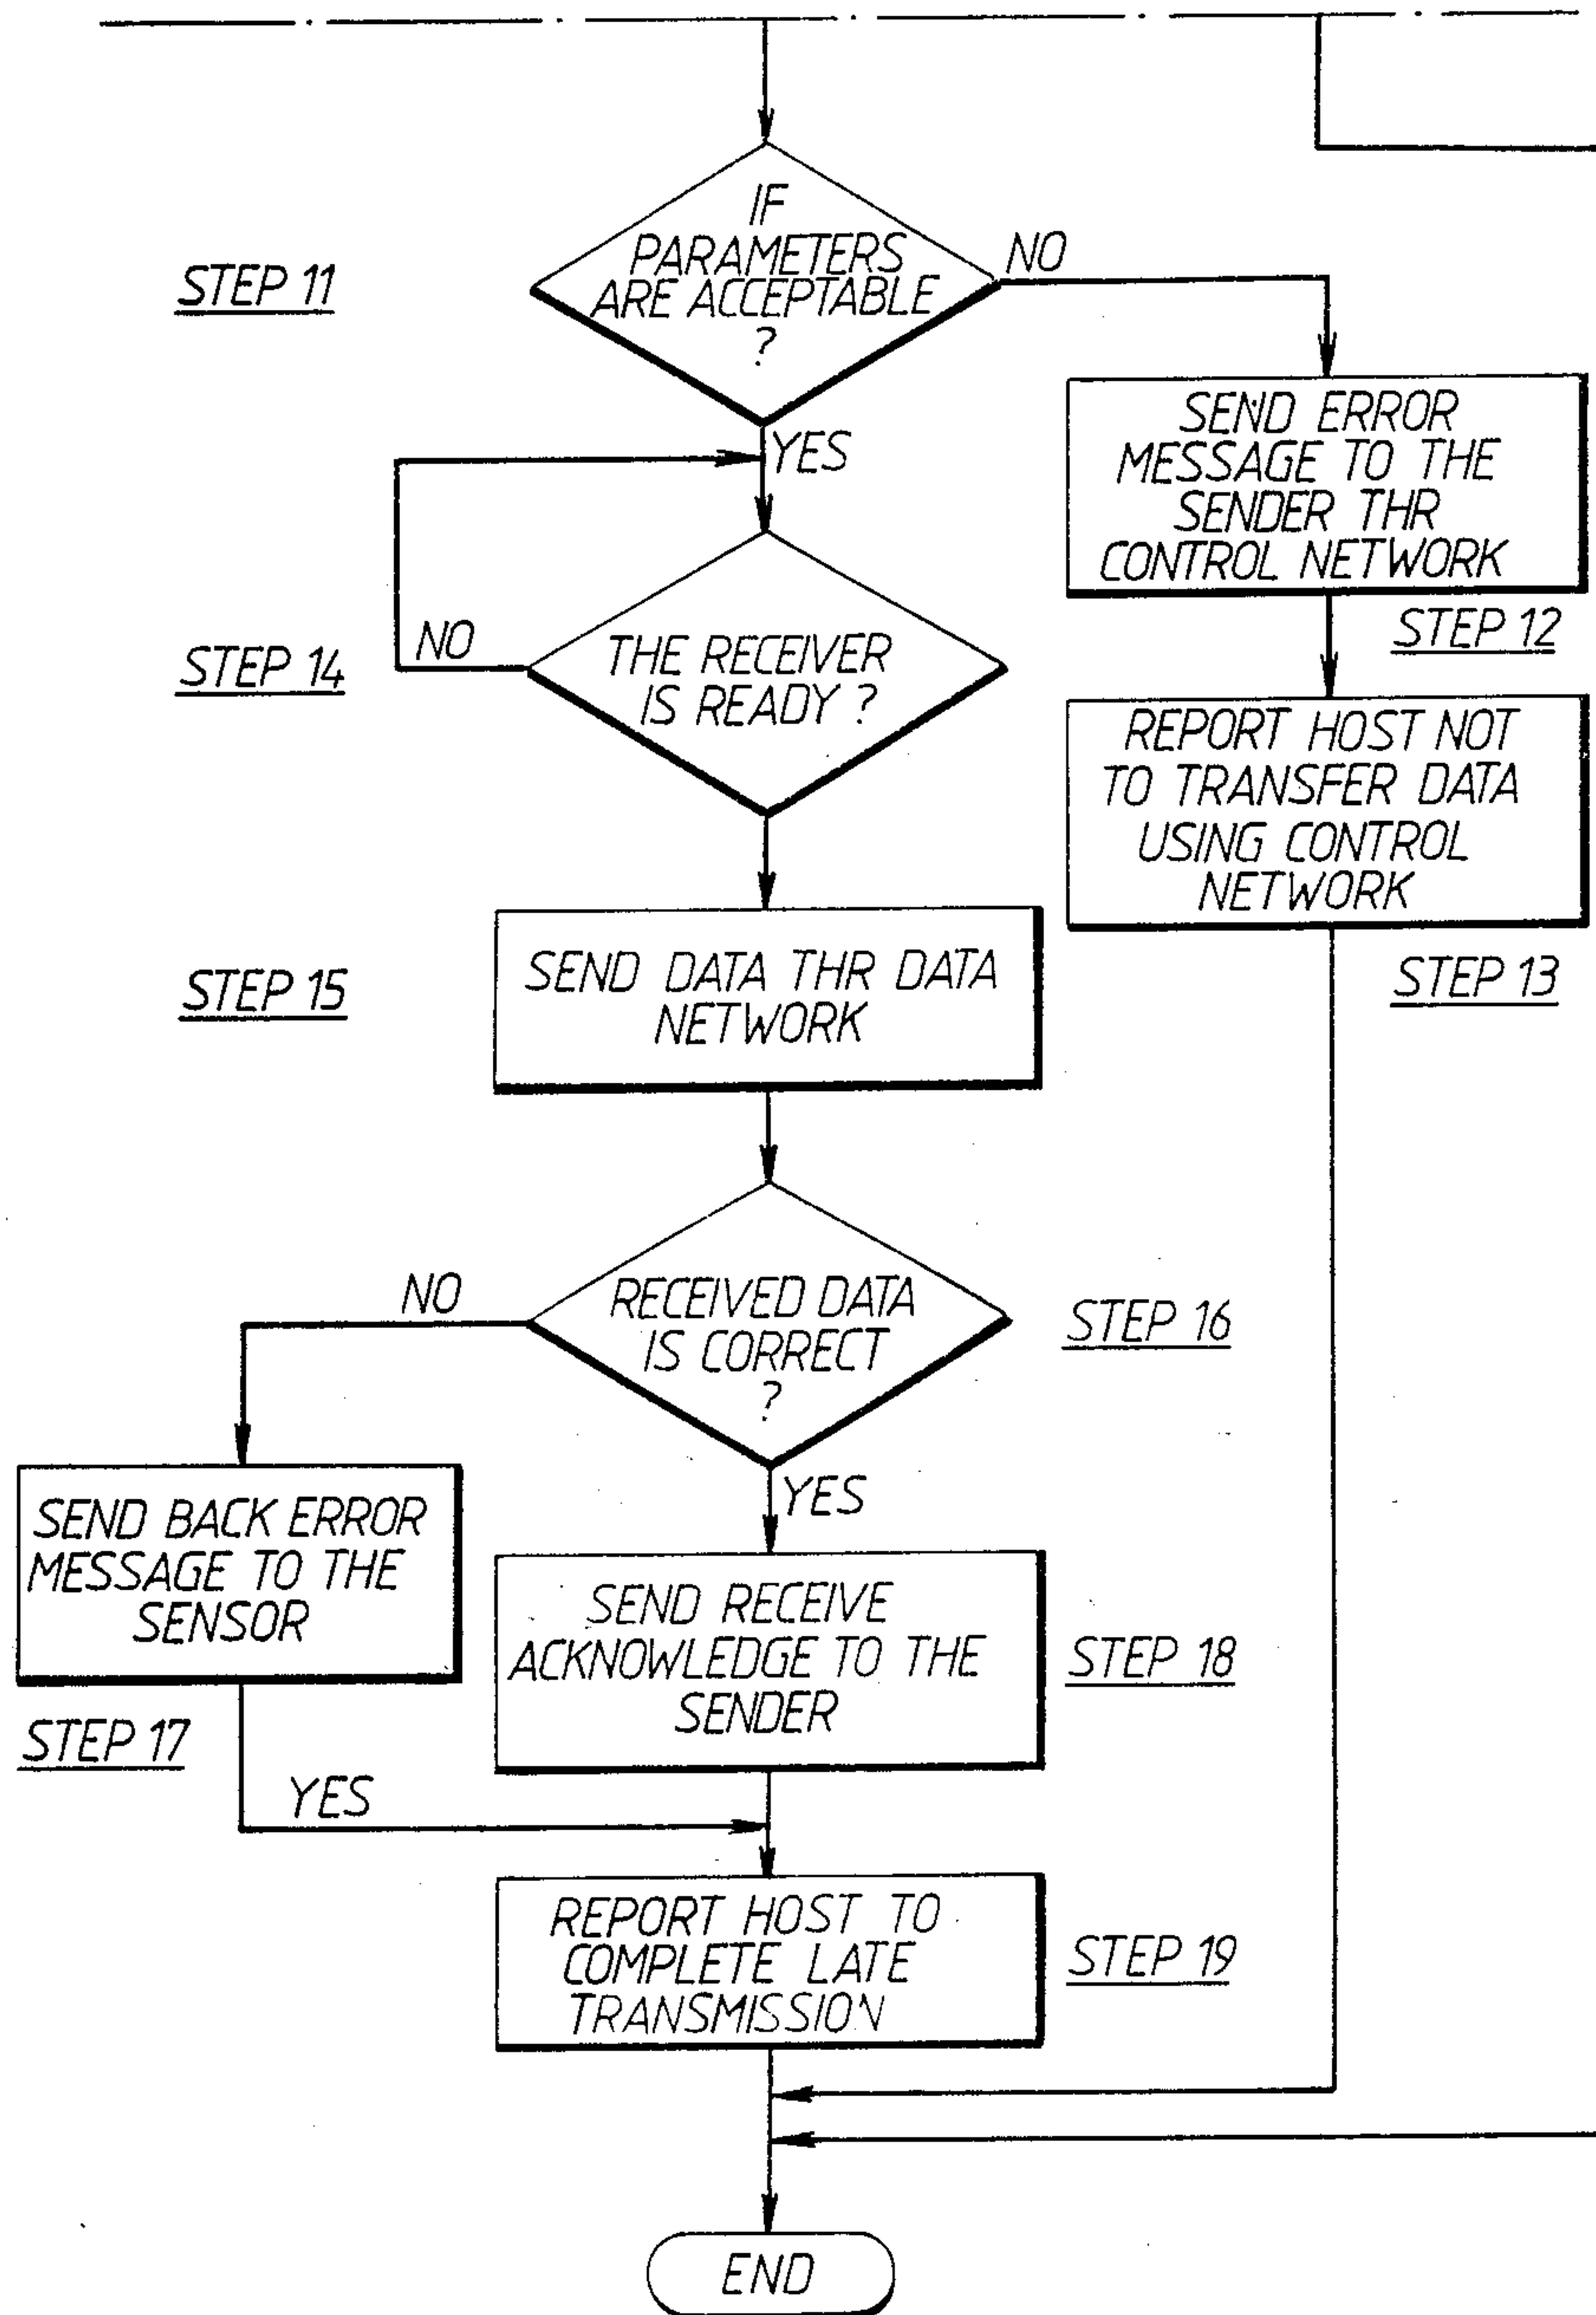 STEP 11
IF
PARAMETERS
ARE ACCEPTABLE
?
NO
SEND ERROR
MESSAGE TO THE
SENDER THR
CONTROL NETWORK
STEP 12
YES
STEP 14
NO
THE RECEIVER
IS READY ?
REPORT HOST NOT
TO TRANSFER DATA
USING CONTROL
NETWORK
STEP 13
STEP 15
SEND DATA THR DATA
NETWORK
NO
RECEIVED DATA
IS CORRECT
?
STEP 16
YES
SEND BACK ERROR
MESSAGE TO THE
SENSOR
STEP 17
SEND RECEIVE
ACKNOWLEDGE TO THE
SENDER
STEP 18
YES
REPORT HOST TO
COMPLETE LATE
TRANSMISSION
STEP 19
END